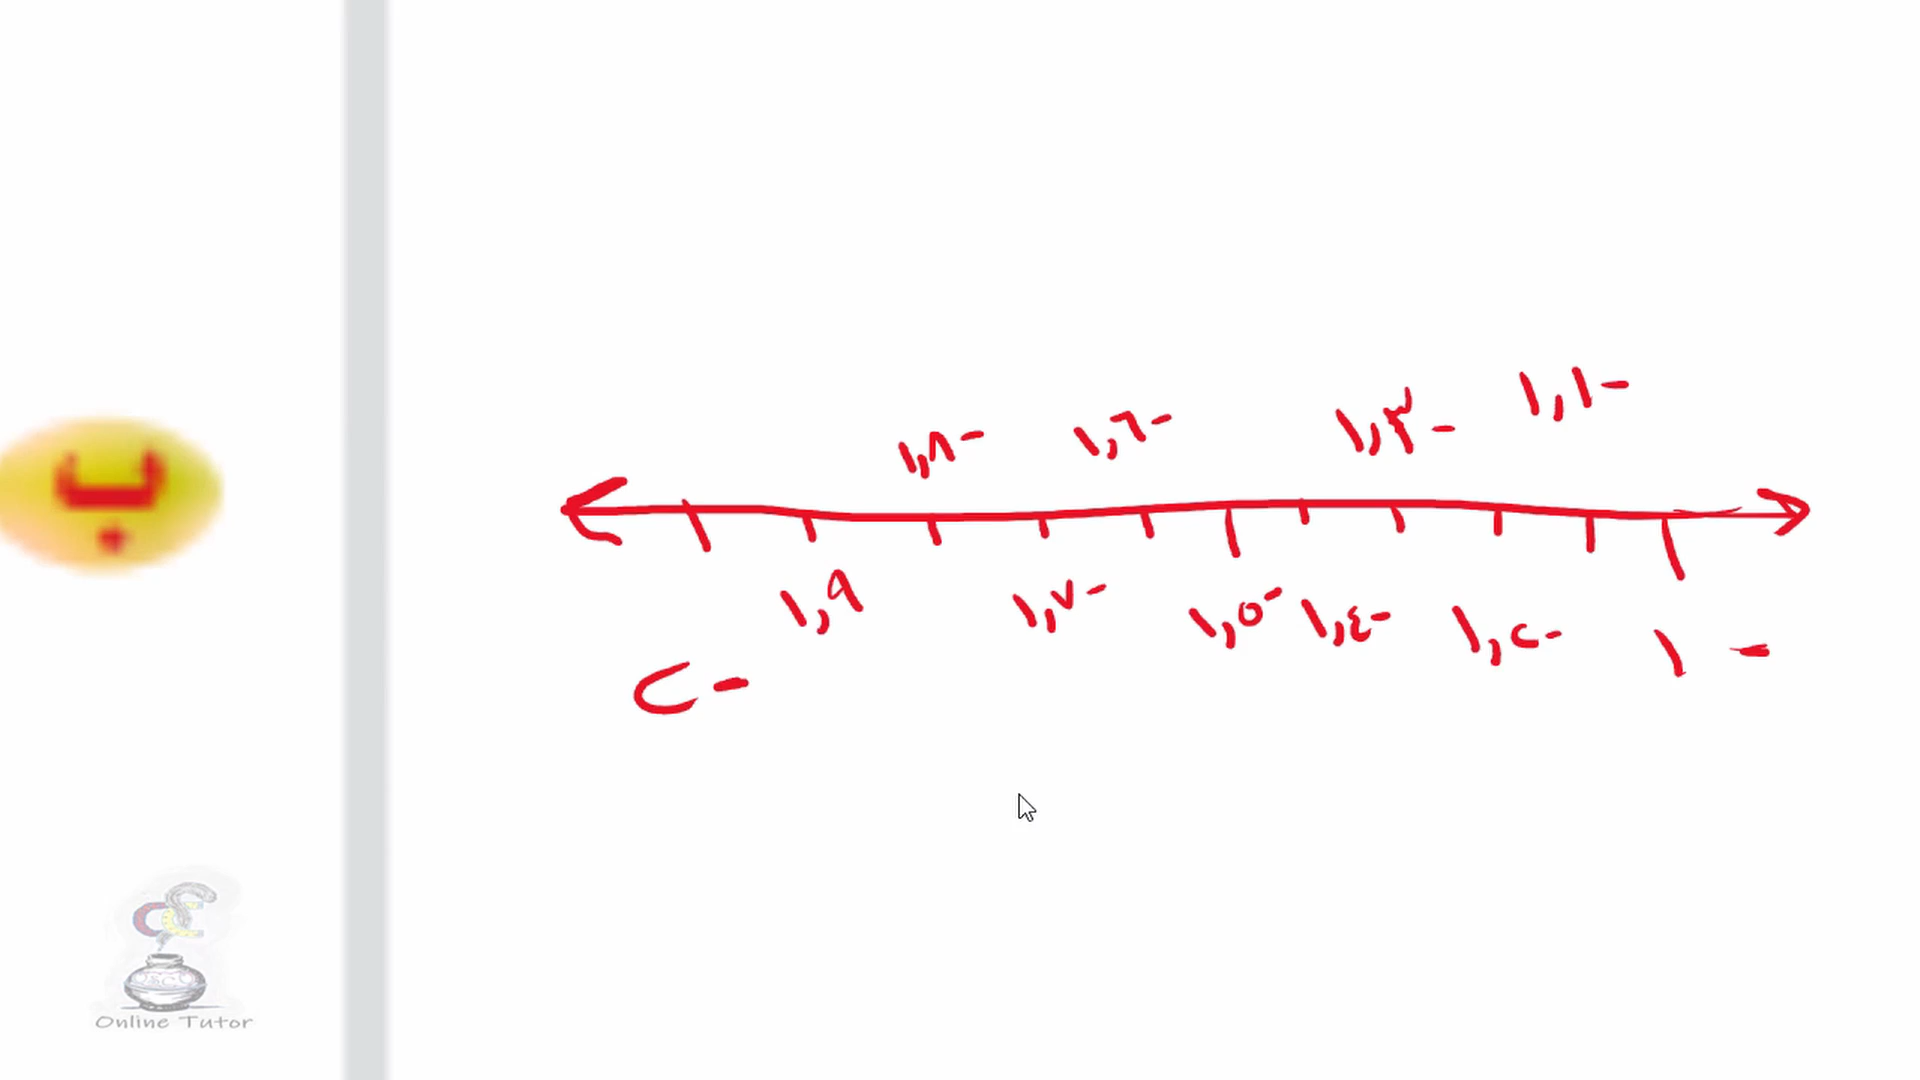 ب
١,٨- ١,٦- ١,٣- ١,١-
١,٩ ١,٧- ١,٥- ١,٤- ١,٢- ١-
٢-
Online Tutor